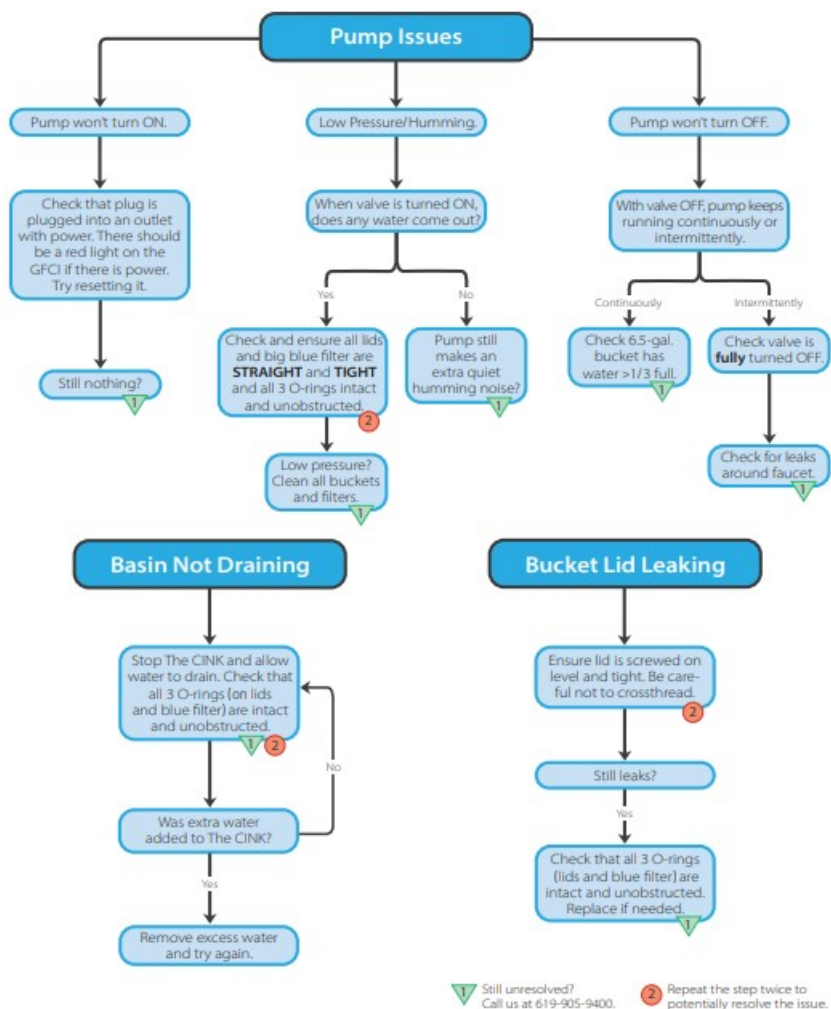 Pump Issues
Pump won't turn ON.
Check that plug is
plugged into an outlet
with power. There should
be a red light on the
GFCI if there is power.
Try resetting it.
Still nothing?
1
Low Pressure/Humming.
When valve is turned ON,
does any water come out?
Yes
Check and ensure all lids
and big blue filter are
STRAIGHT and TIGHT
and all 3 O-rings intact
and unobstructed.
2
Low pressure?
Clean all buckets
and filters.
1
No
Pump still
makes an
extra quiet
humming noise?
1
Pump won't turn OFF.
With valve OFF, pump keeps
running continuously or
intermittently.
Continuously
Check 6.5-gal.
bucket has
water >1/3 full.
1
Intermittently
Check valve is
fully turned OFF.
Check for leaks
around faucet.
1
Basin Not Draining
Stop The CINK and allow
water to drain. Check that
all 3 O-rings (on lids
and blue filter) are intact
and unobstructed.
1
2
Was extra water
added to The CINK?
No
Yes
Remove excess water
and try again.
Bucket Lid Leaking
Ensure lid is screwed on
level and tight. Be care-
ful not to crossthread.
2
Still leaks?
Yes
Check that all 3 O-rings
(lids and blue filter) are
intact and unobstructed.
Replace if needed.
1
1 Still unresolved?
Call us at 619-905-9400.
2 Repeat the step twice to
potentially resolve the issue.